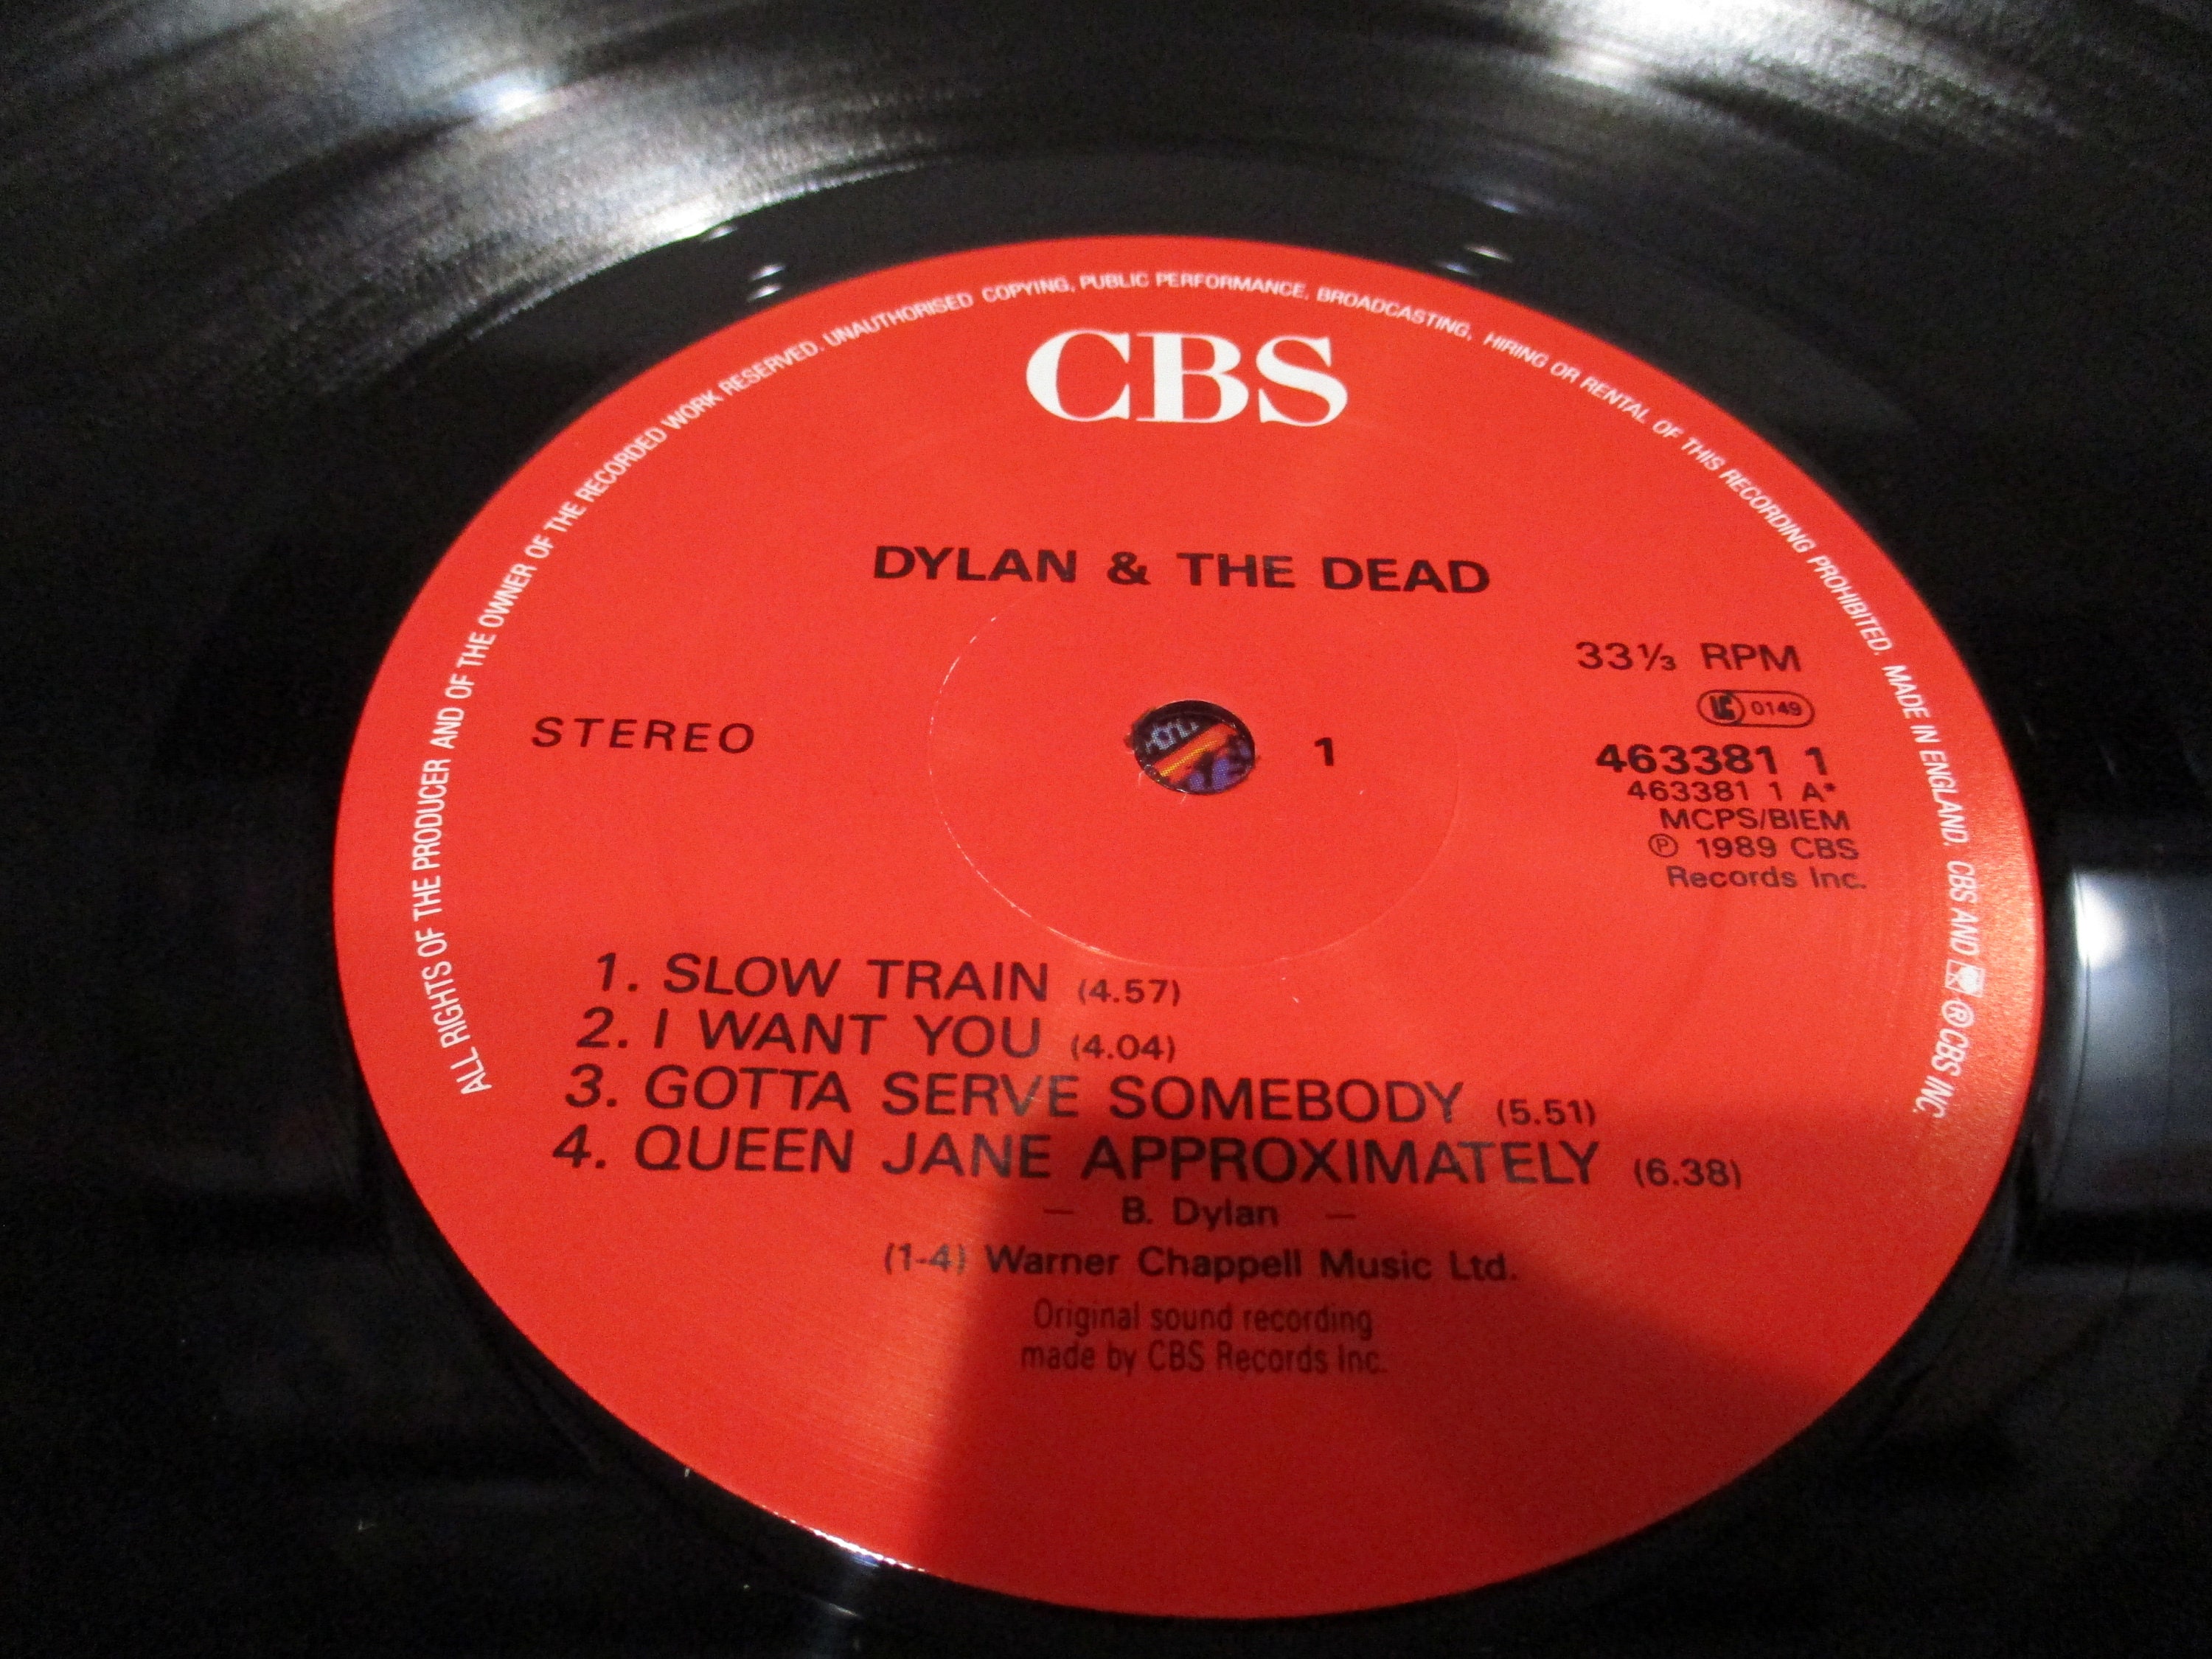 ALL RIGHTS OF THE PRODUCER AND OF THE OWNER OF THE RECORDED WORK RESERVED. UNAUTHORISED COPYING, PUBLIC PERFORMANCE, BROADCASTING, HIRING OR RENTAL OF THIS RECORDING PROHIBITED. MADE IN ENGLAND. CBS AND ® CBS INC.
CBS
DYLAN & THE DEAD
33⅓ RPM
LC 0149
STEREO
1
463381 1
463381 1 A*
MCPS/BIEM
℗ 1989 CBS
Records Inc.
1. SLOW TRAIN (4.57)
2. I WANT YOU (4.04)
3. GOTTA SERVE SOMEBODY (5.51)
4. QUEEN JANE APPROXIMATELY (6.38)
— B. Dylan —
(1-4) Warner Chappell Music Ltd.
Original sound recording
made by CBS Records Inc.